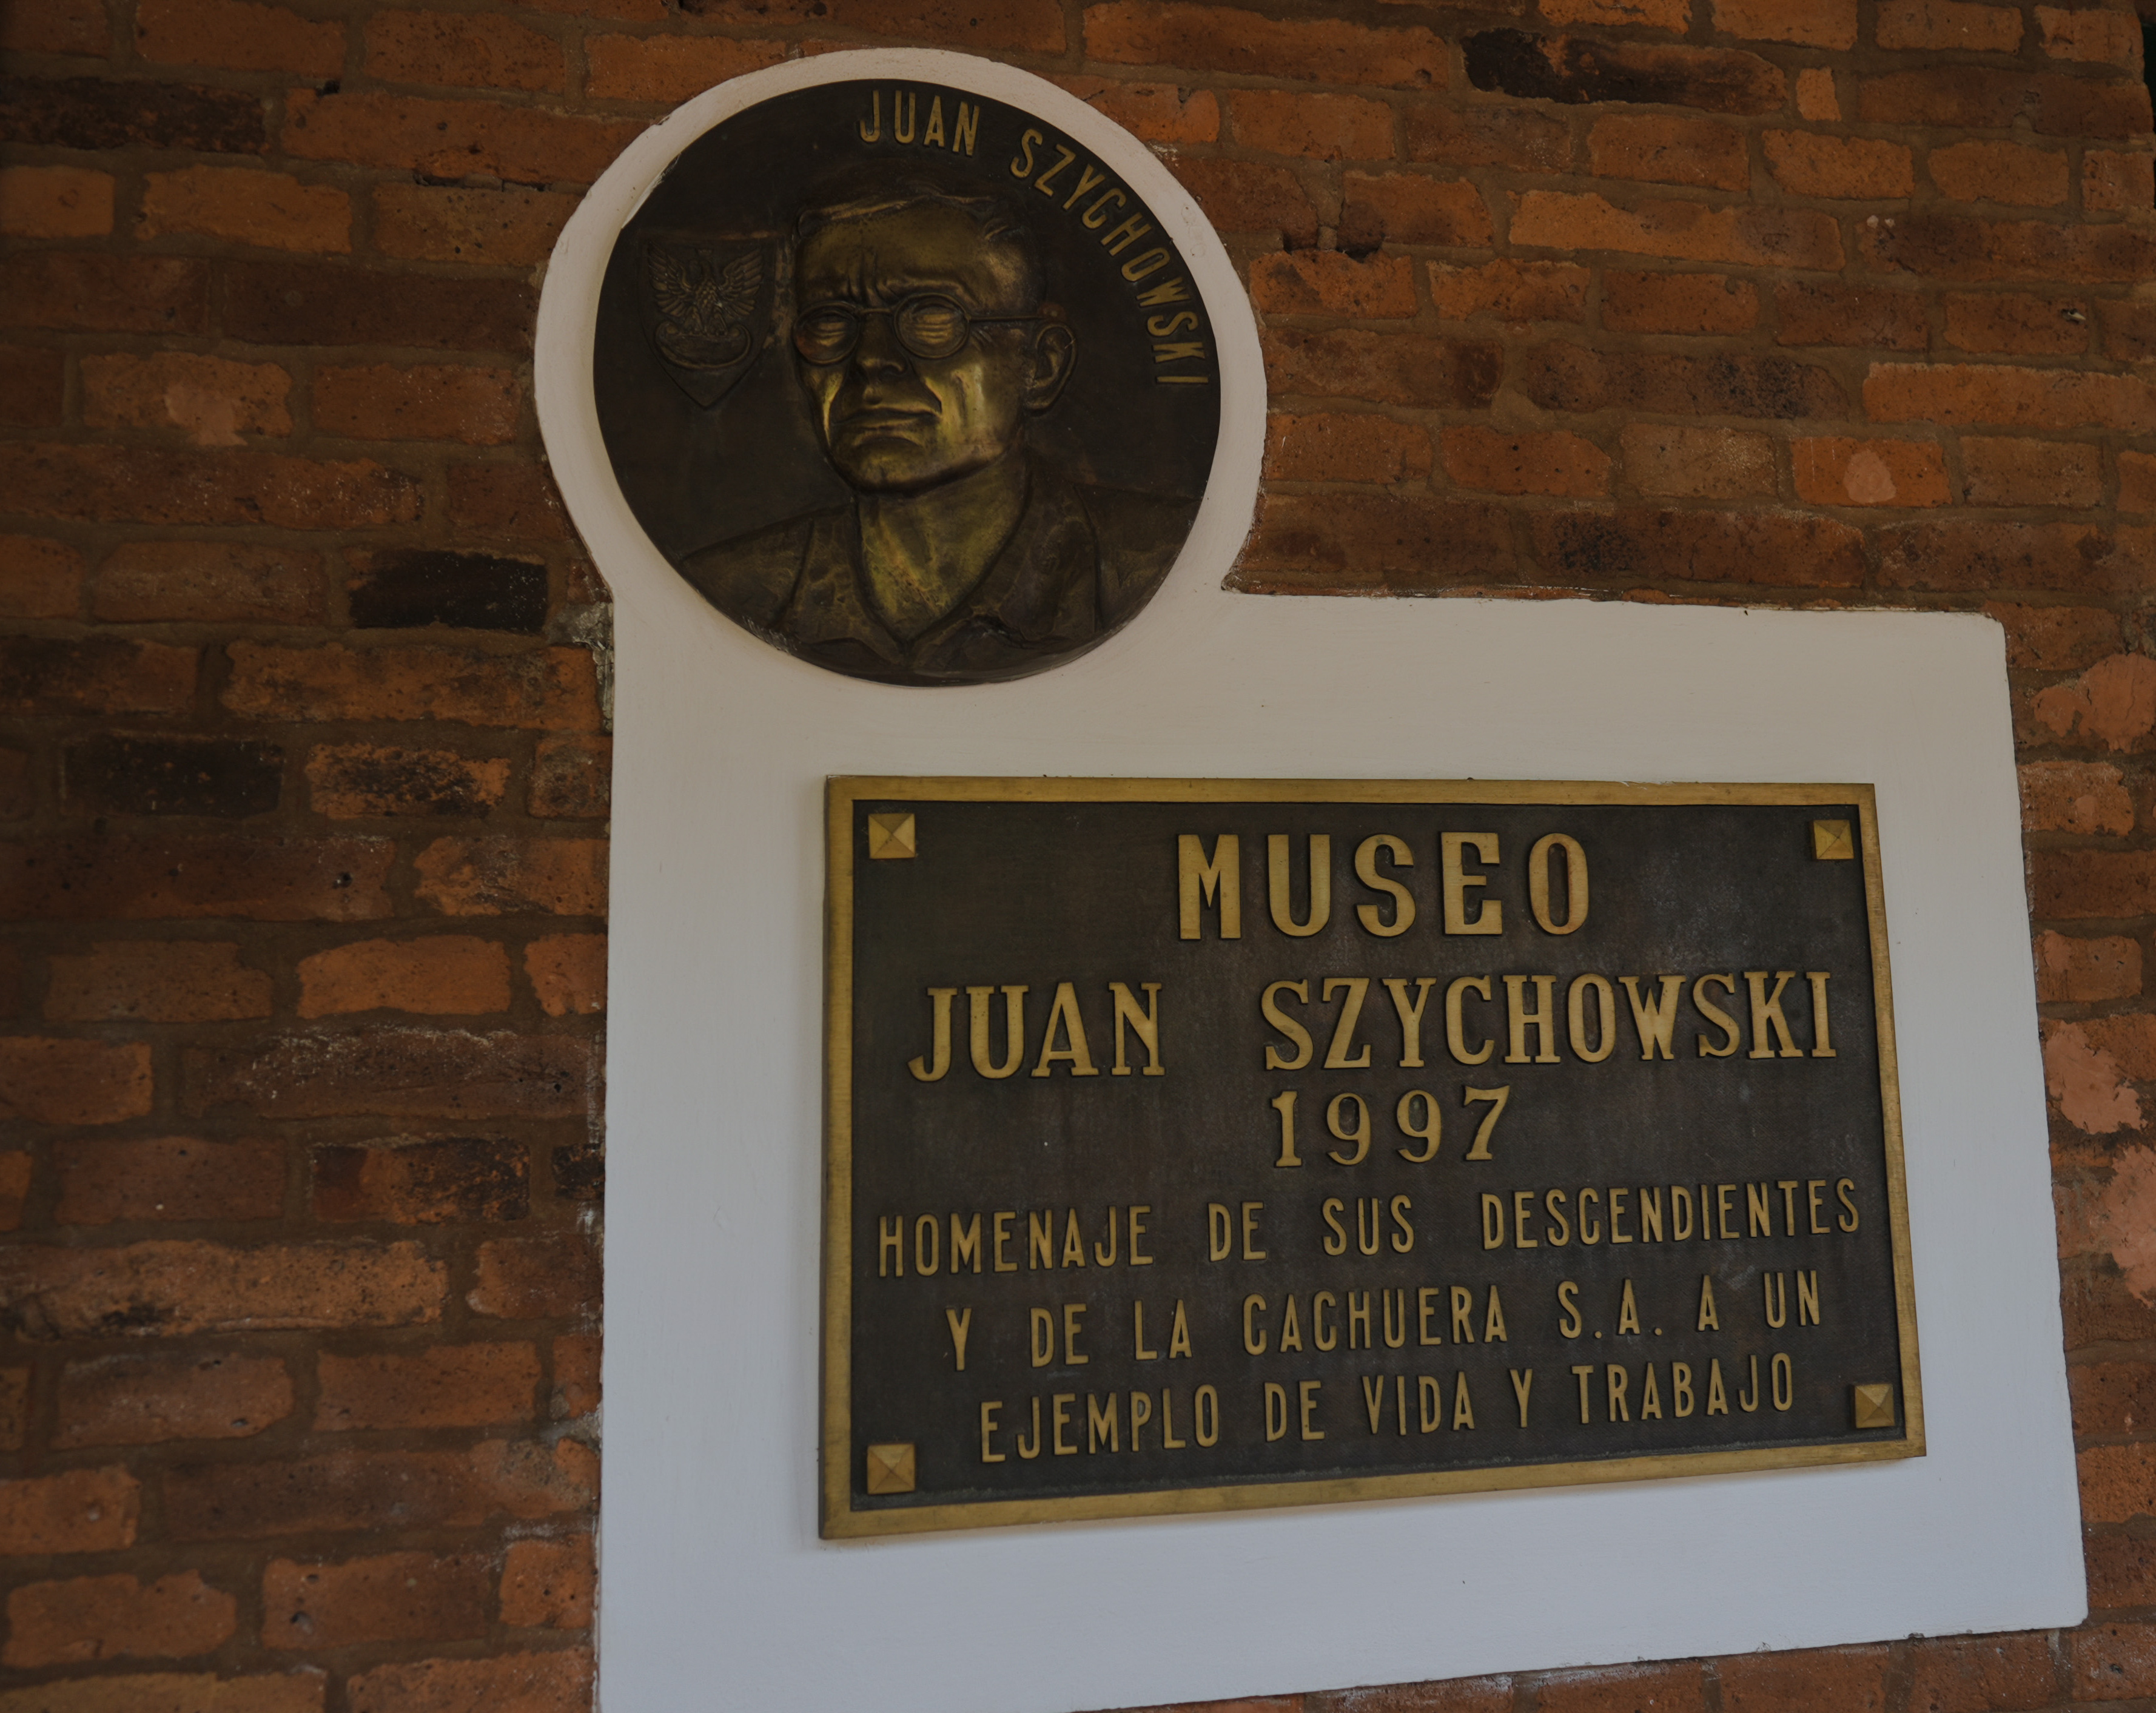 JUAN SZYCHOWSKI
MUSEO
JUAN SZYCHOWSKI
1997
HOMENAJE DE SUS DESCENDIENTES
Y DE LA CACHUERA S.A. A UN
EJEMPLO DE VIDA Y TRABAJO